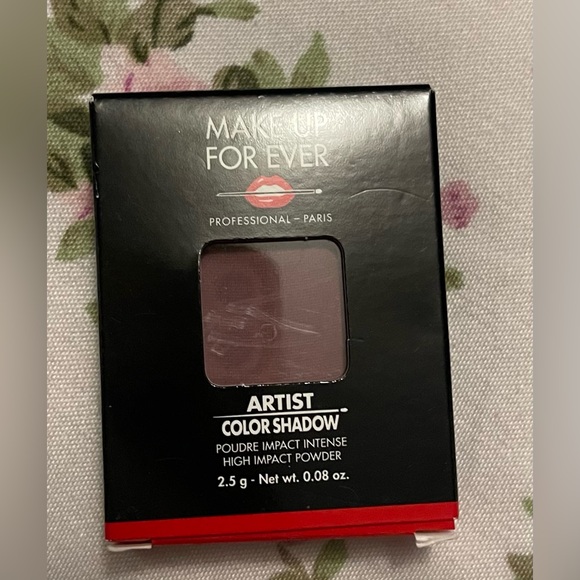 MAKE UP
FOR EVER
PROFESSIONAL – PARIS
ARTIST
COLOR SHADOW
POUDRE IMPACT INTENSE
HIGH IMPACT POWDER
2.5 g - Net wt. 0.08 oz.